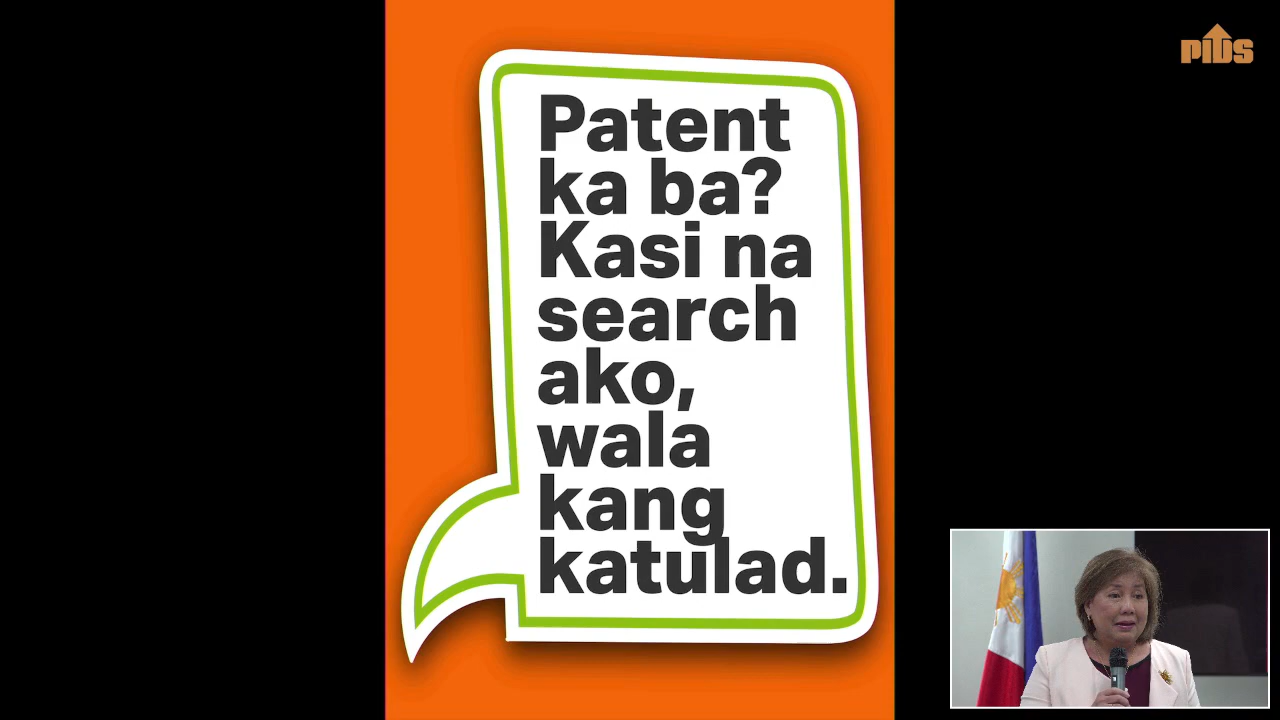 PIDS
Patent
ka ba?
Kasi na
search
ako,
wala
kang
katulad.